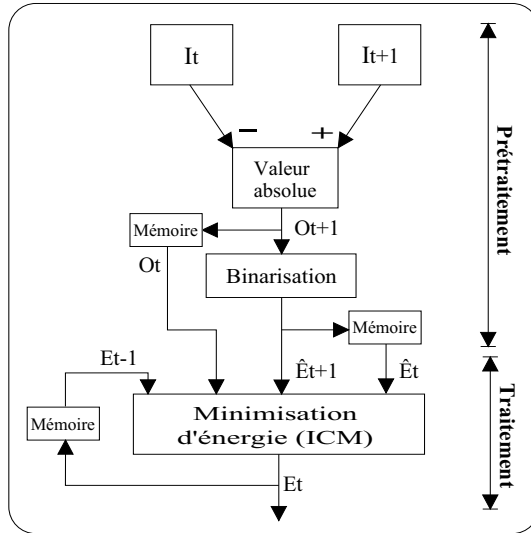 It
It+1
− +
Valeur
absolue
Prétraitement
Mémoire
Ot+1
Ot
Binarisation
Mémoire
Et-1
Êt+1
Êt
Mémoire
Minimisation
d'énergie (ICM)
Traitement
Et